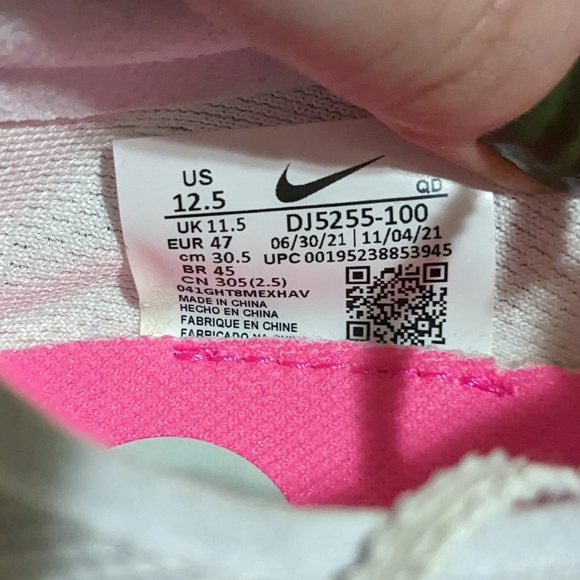 US
12.5
QD
UK 11.5
DJ5255-100
EUR 47
06/30/21 | 11/04/21
cm 30.5
UPC 00195238853945
BR 45
CN 305(2.5)
041GHT8MEXHAV
MADE IN CHINA
HECHO EN CHINA
FABRIQUE EN CHINE
FABRICADO NA